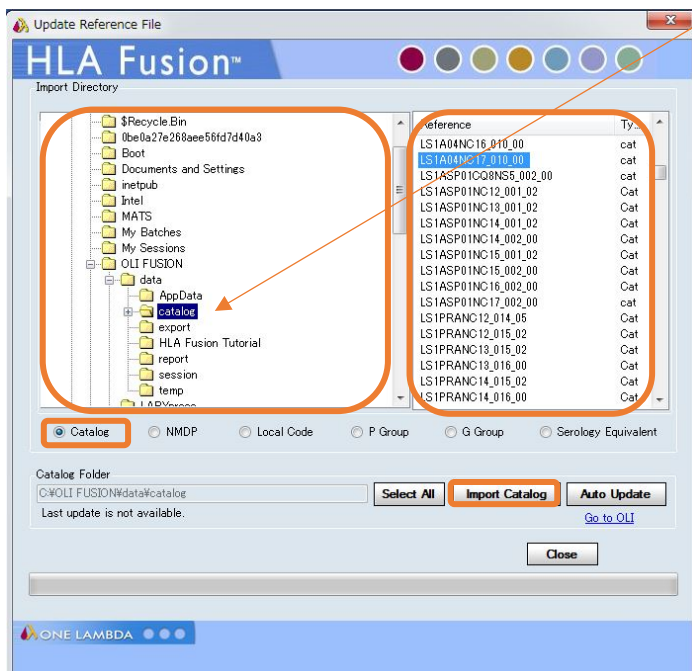 Update Reference File
HLA Fusion™
Import Directory
$Recycle.Bin
0be0a27e268aee56fd7d40a3
Boot
Documents and Settings
inetpub
Intel
MATS
My Batches
My Sessions
OLI FUSION
data
AppData
catalog
export
HLA Fusion Tutorial
report
session
temp
Reference Ty...
LS1A04NC16_010_00 cat
LS1A04NC17_010_00 cat
LS1ASP01CQ8NS5_002_00 cat
LS1ASP01NC12_001_02 Cat
LS1ASP01NC13_001_02 Cat
LS1ASP01NC14_001_02 Cat
LS1ASP01NC14_002_00 Cat
LS1ASP01NC15_001_02 Cat
LS1ASP01NC15_002_00 Cat
LS1ASP01NC16_002_00 Cat
LS1ASP01NC17_002_00 cat
LS1PRANC12_014_05 Cat
LS1PRANC12_015_02 Cat
LS1PRANC13_015_02 Cat
LS1PRANC13_016_00 Cat
LS1PRANC14_015_02 Cat
LS1PRANC14_016_00 Cat
Catalog NMDP Local Code P Group G Group Serology Equivalent
Catalog Folder
C:¥OLI FUSION¥data¥catalog Select All Import Catalog Auto Update
Last update is not available. Go to OLI
Close
ONE LAMBDA